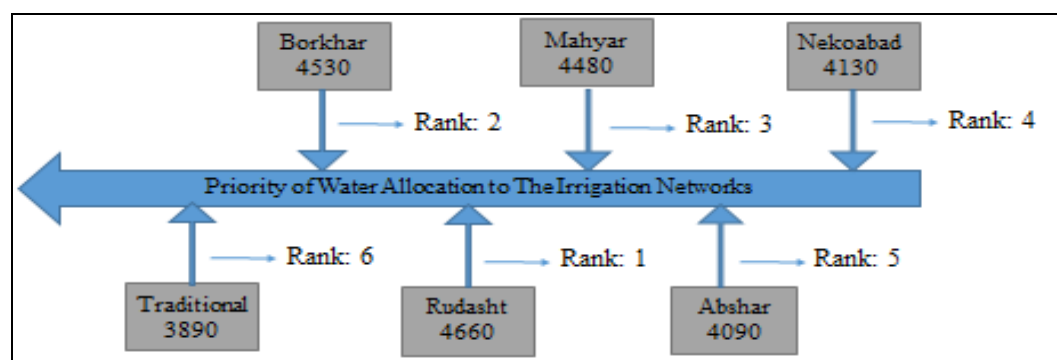 Borkhar
4530
Mahyar
4480
Nekoabad
4130
Rank: 2
Rank: 3
Rank: 4
Priority of Water Allocation to The Irrigation Networks
Rank: 6
Rank: 1
Rank: 5
Traditional
3890
Rudasht
4660
Abshar
4090